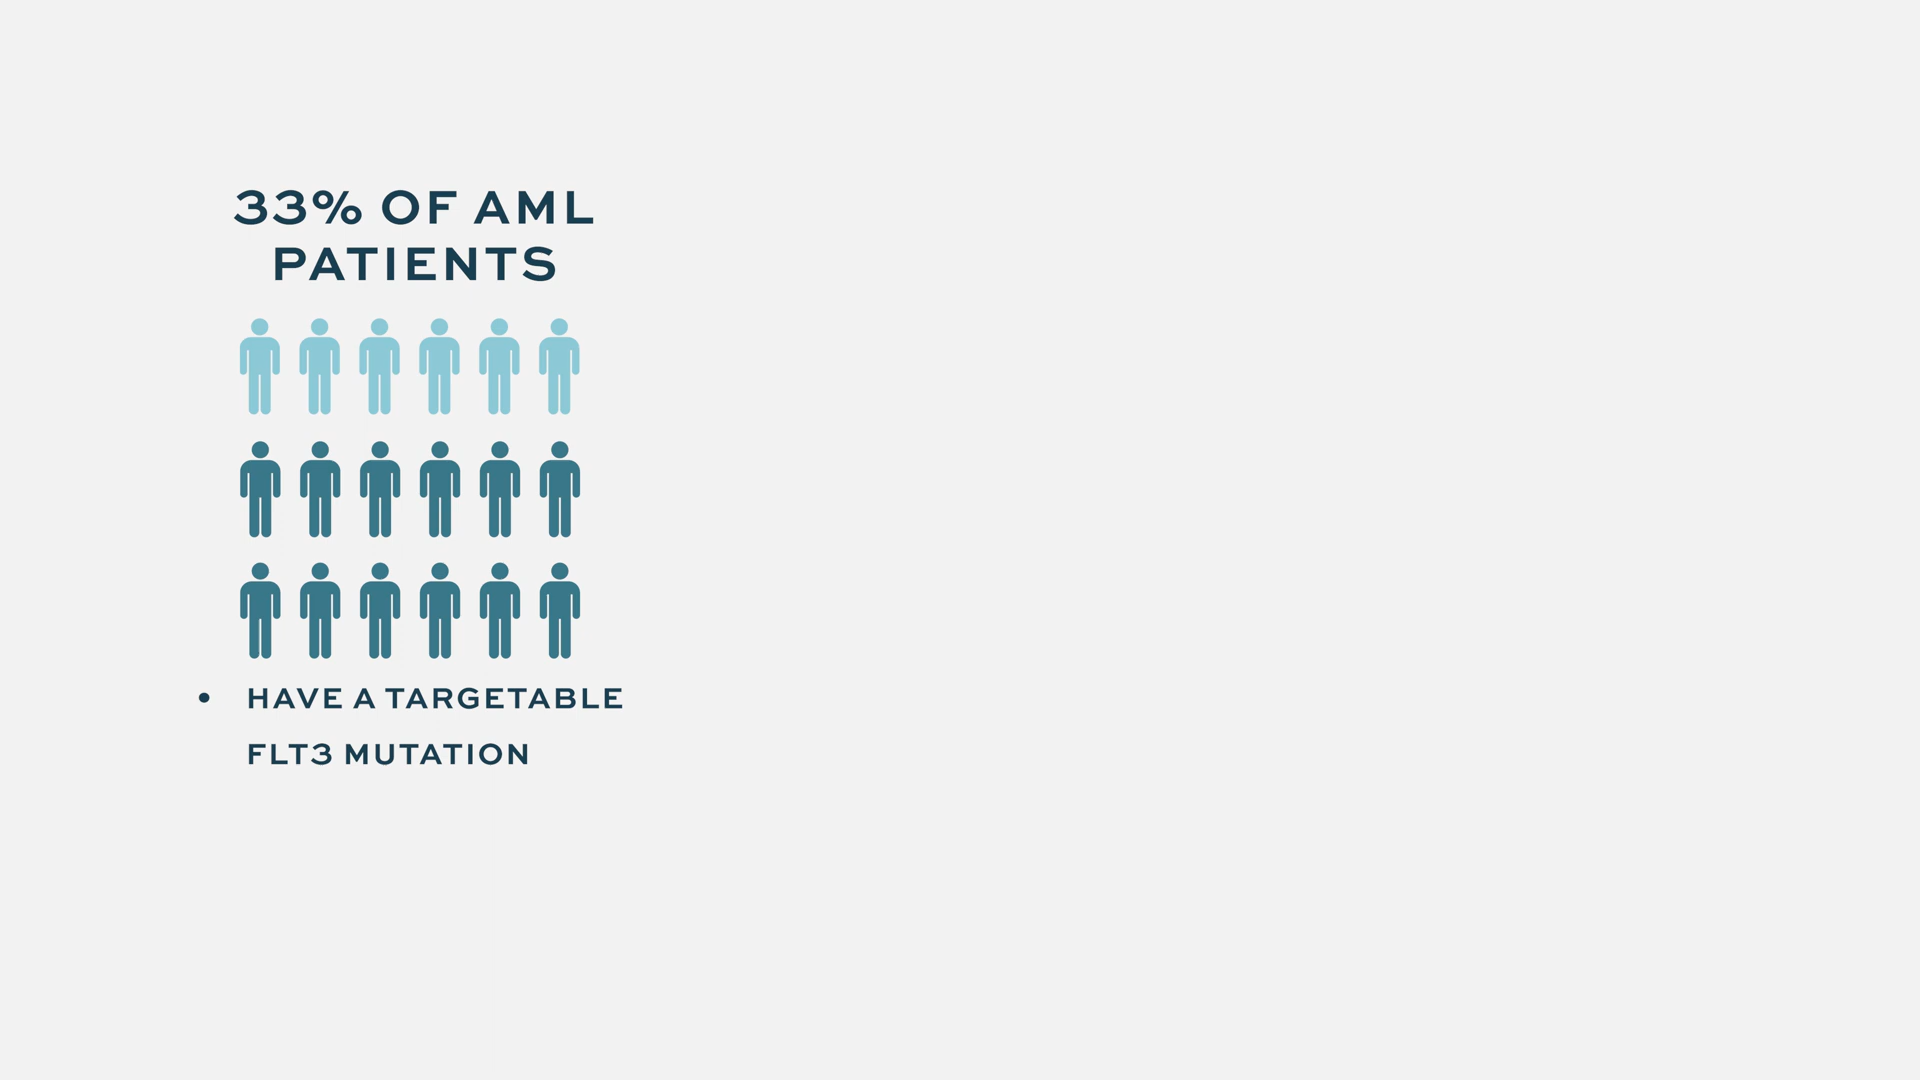 33% OF AML
PATIENTS
• HAVE A TARGETABLE
FLT3 MUTATION